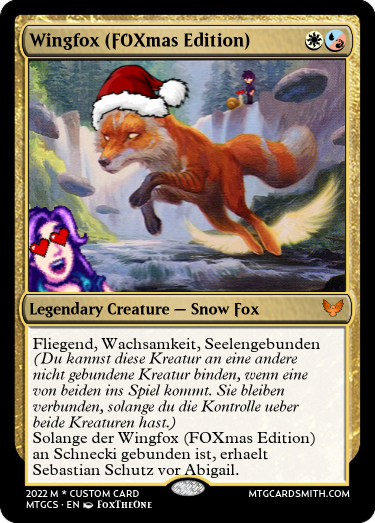 Wingfox (FOXmas Edition)
Legendary Creature — Snow Fox
Fliegend, Wachsamkeit, Seelengebunden
(Du kannst diese Kreatur an eine andere
nicht gebundene Kreatur binden, wenn eine
von beiden ins Spiel kommt. Sie bleiben
verbunden, solange du die Kontrolle ueber
beide Kreaturen hast.)
Solange der Wingfox (FOXmas Edition)
an Schnecki gebunden ist, erhaelt
Sebastian Schutz vor Abigail.
2022 M * CUSTOM CARD
MTGCS • EN FoxTheOne
MTGCARDSMITH.COM